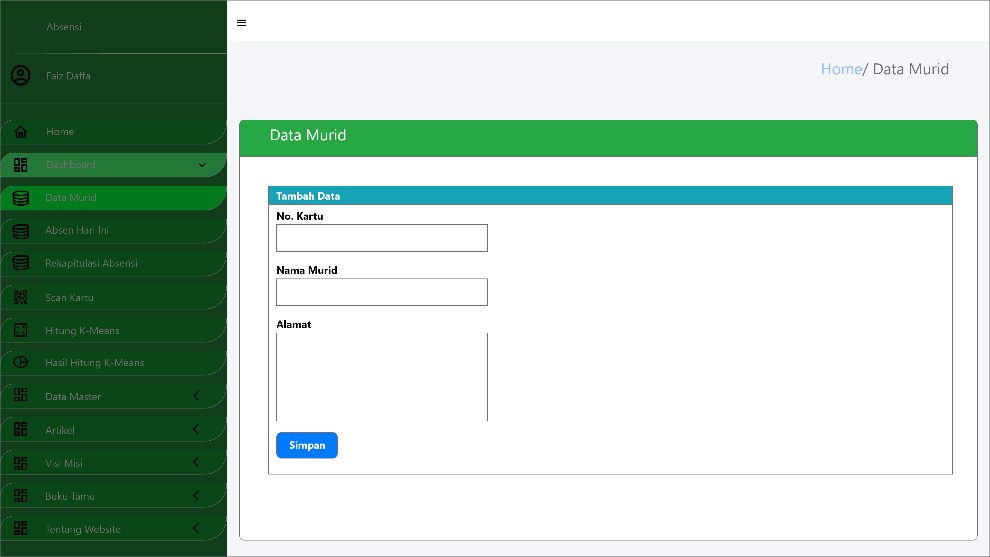 Absensi
Faiz Daffa
Home
Dashboard
Data Murid
Absen Hari Ini
Rekapitulasi Absensi
Scan Kartu
Hitung K-Means
Hasil Hitung K-Means
Data Master
Artikel
Visi Misi
Buku Tamu
Tentang Website
Home/ Data Murid
Data Murid
Tambah Data
No. Kartu
Nama Murid
Alamat
Simpan